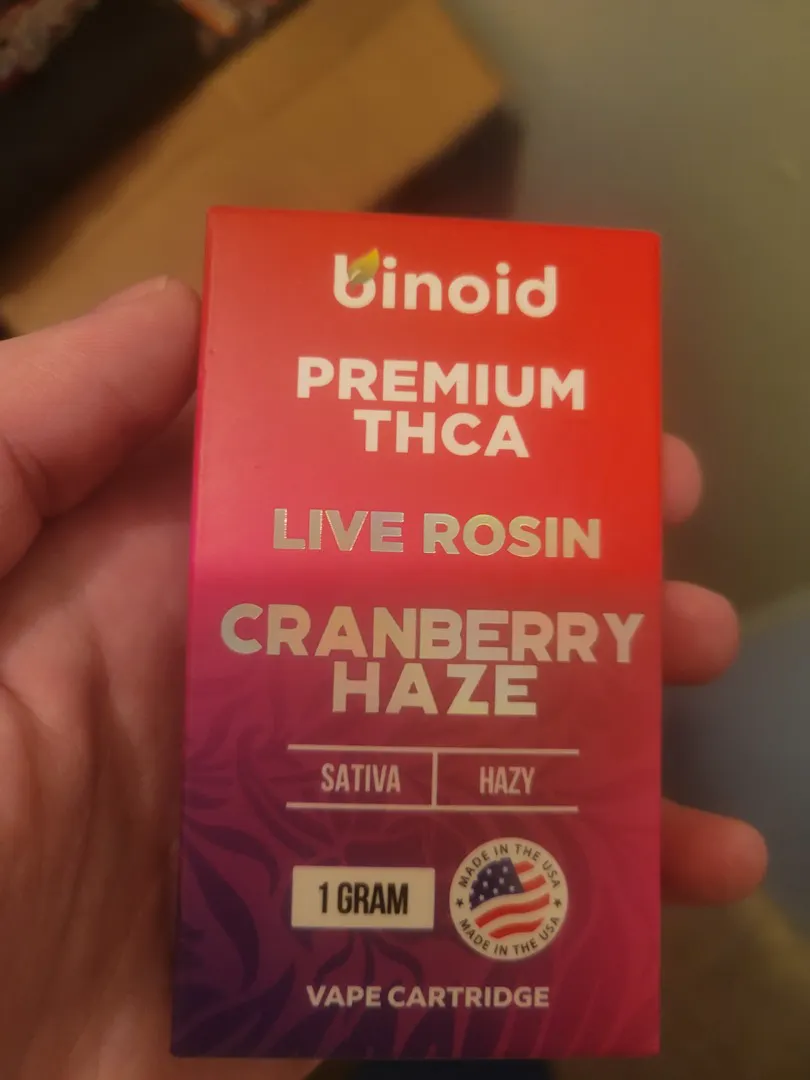 binoid
PREMIUM
THCA
LIVE ROSIN
CRANBERRY
HAZE
SATIVA HAZY
1 GRAM
MADE IN THE USA
MADE IN THE USA
VAPE CARTRIDGE